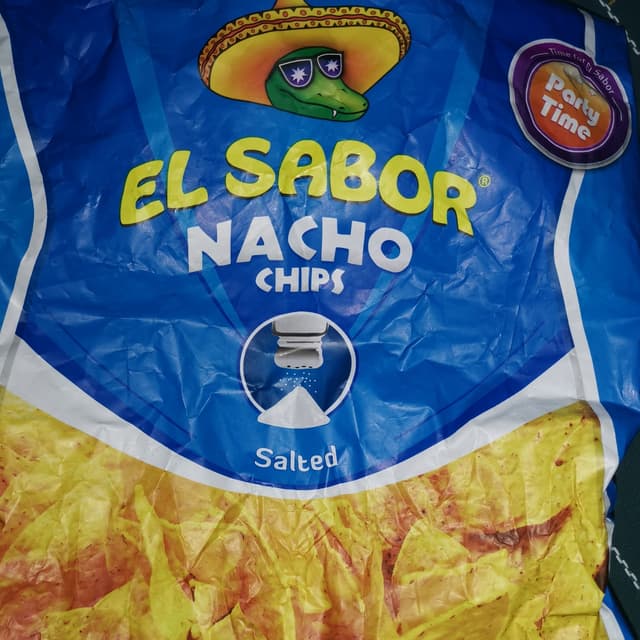 Time for El Sabor
Party
Time
EL SABOR®
NACHO
CHIPS
Salted